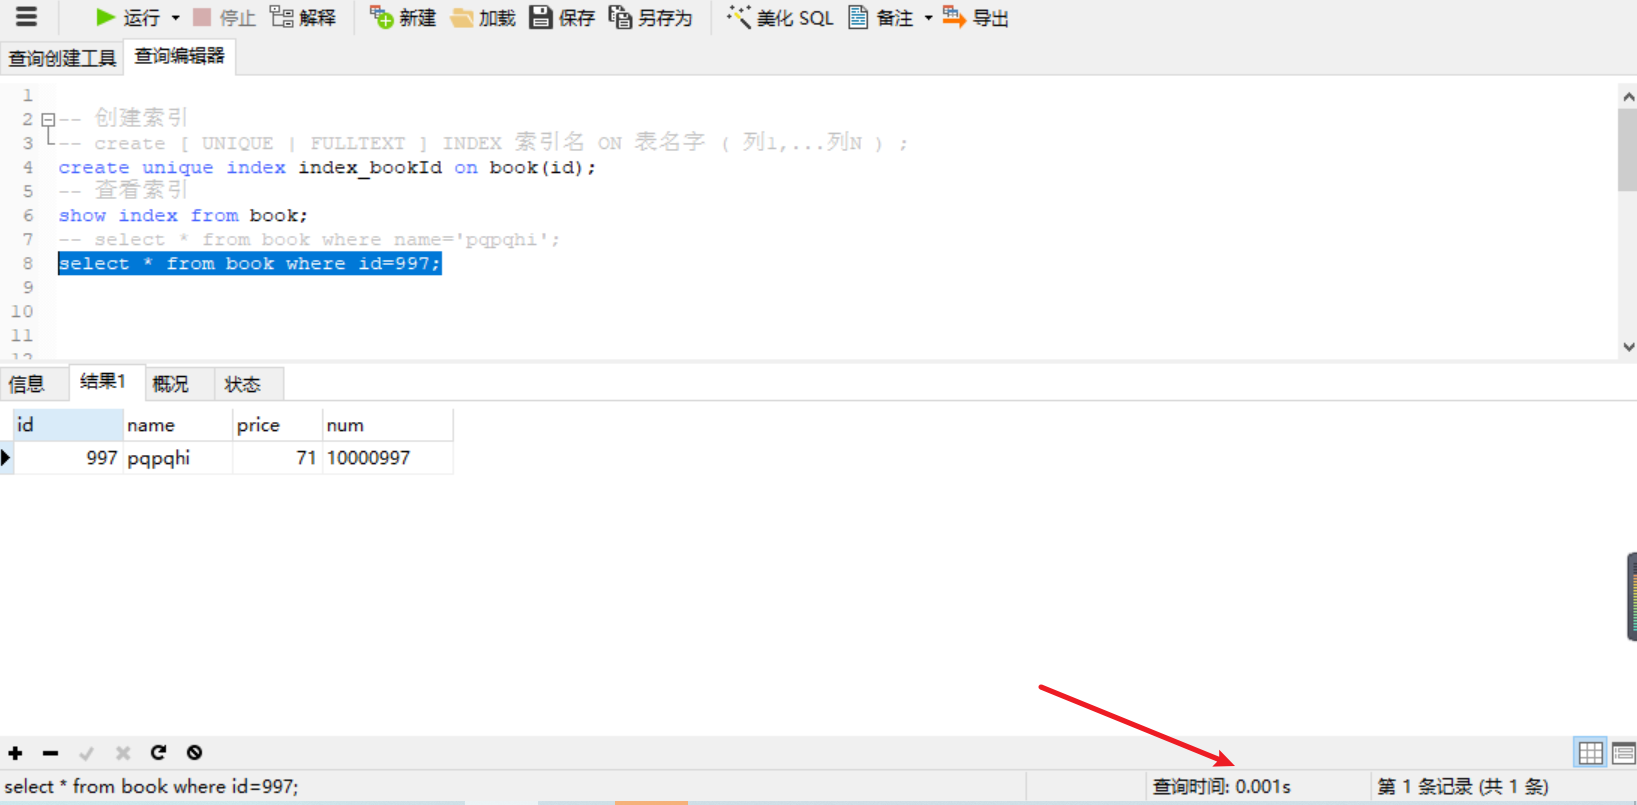 运行 停止 解释 新建 加载 保存 另存为 美化 SQL 备注 导出
查询创建工具 查询编辑器
1
2 -- 创建索引
3 -- create [ UNIQUE | FULLTEXT ] INDEX 索引名 ON 表名字 ( 列1,...列N ) ;
4 create unique index index_bookId on book(id);
5 -- 查看索引
6 show index from book;
7 -- select * from book where name='pqpqhi';
8 select * from book where id=997;
9
10
11
12
信息 结果1 概况 状态
id name price num
997 pqpqhi 71 10000997
select * from book where id=997; 查询时间: 0.001s 第 1 条记录 (共 1 条)